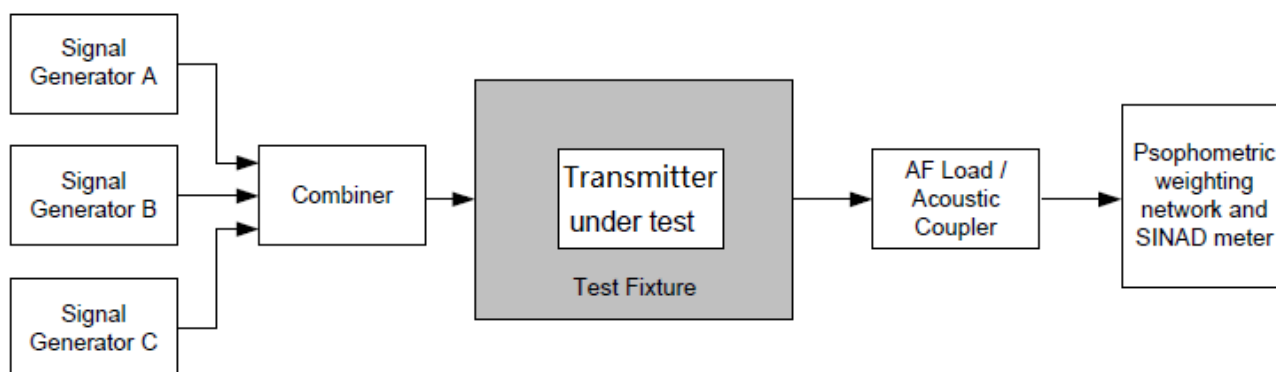 Signal
Generator A
Signal
Generator B
Signal
Generator C
Combiner
Transmitter
under test
Test Fixture
AF Load /
Acoustic
Coupler
Psophometric
weighting
network and
SINAD meter